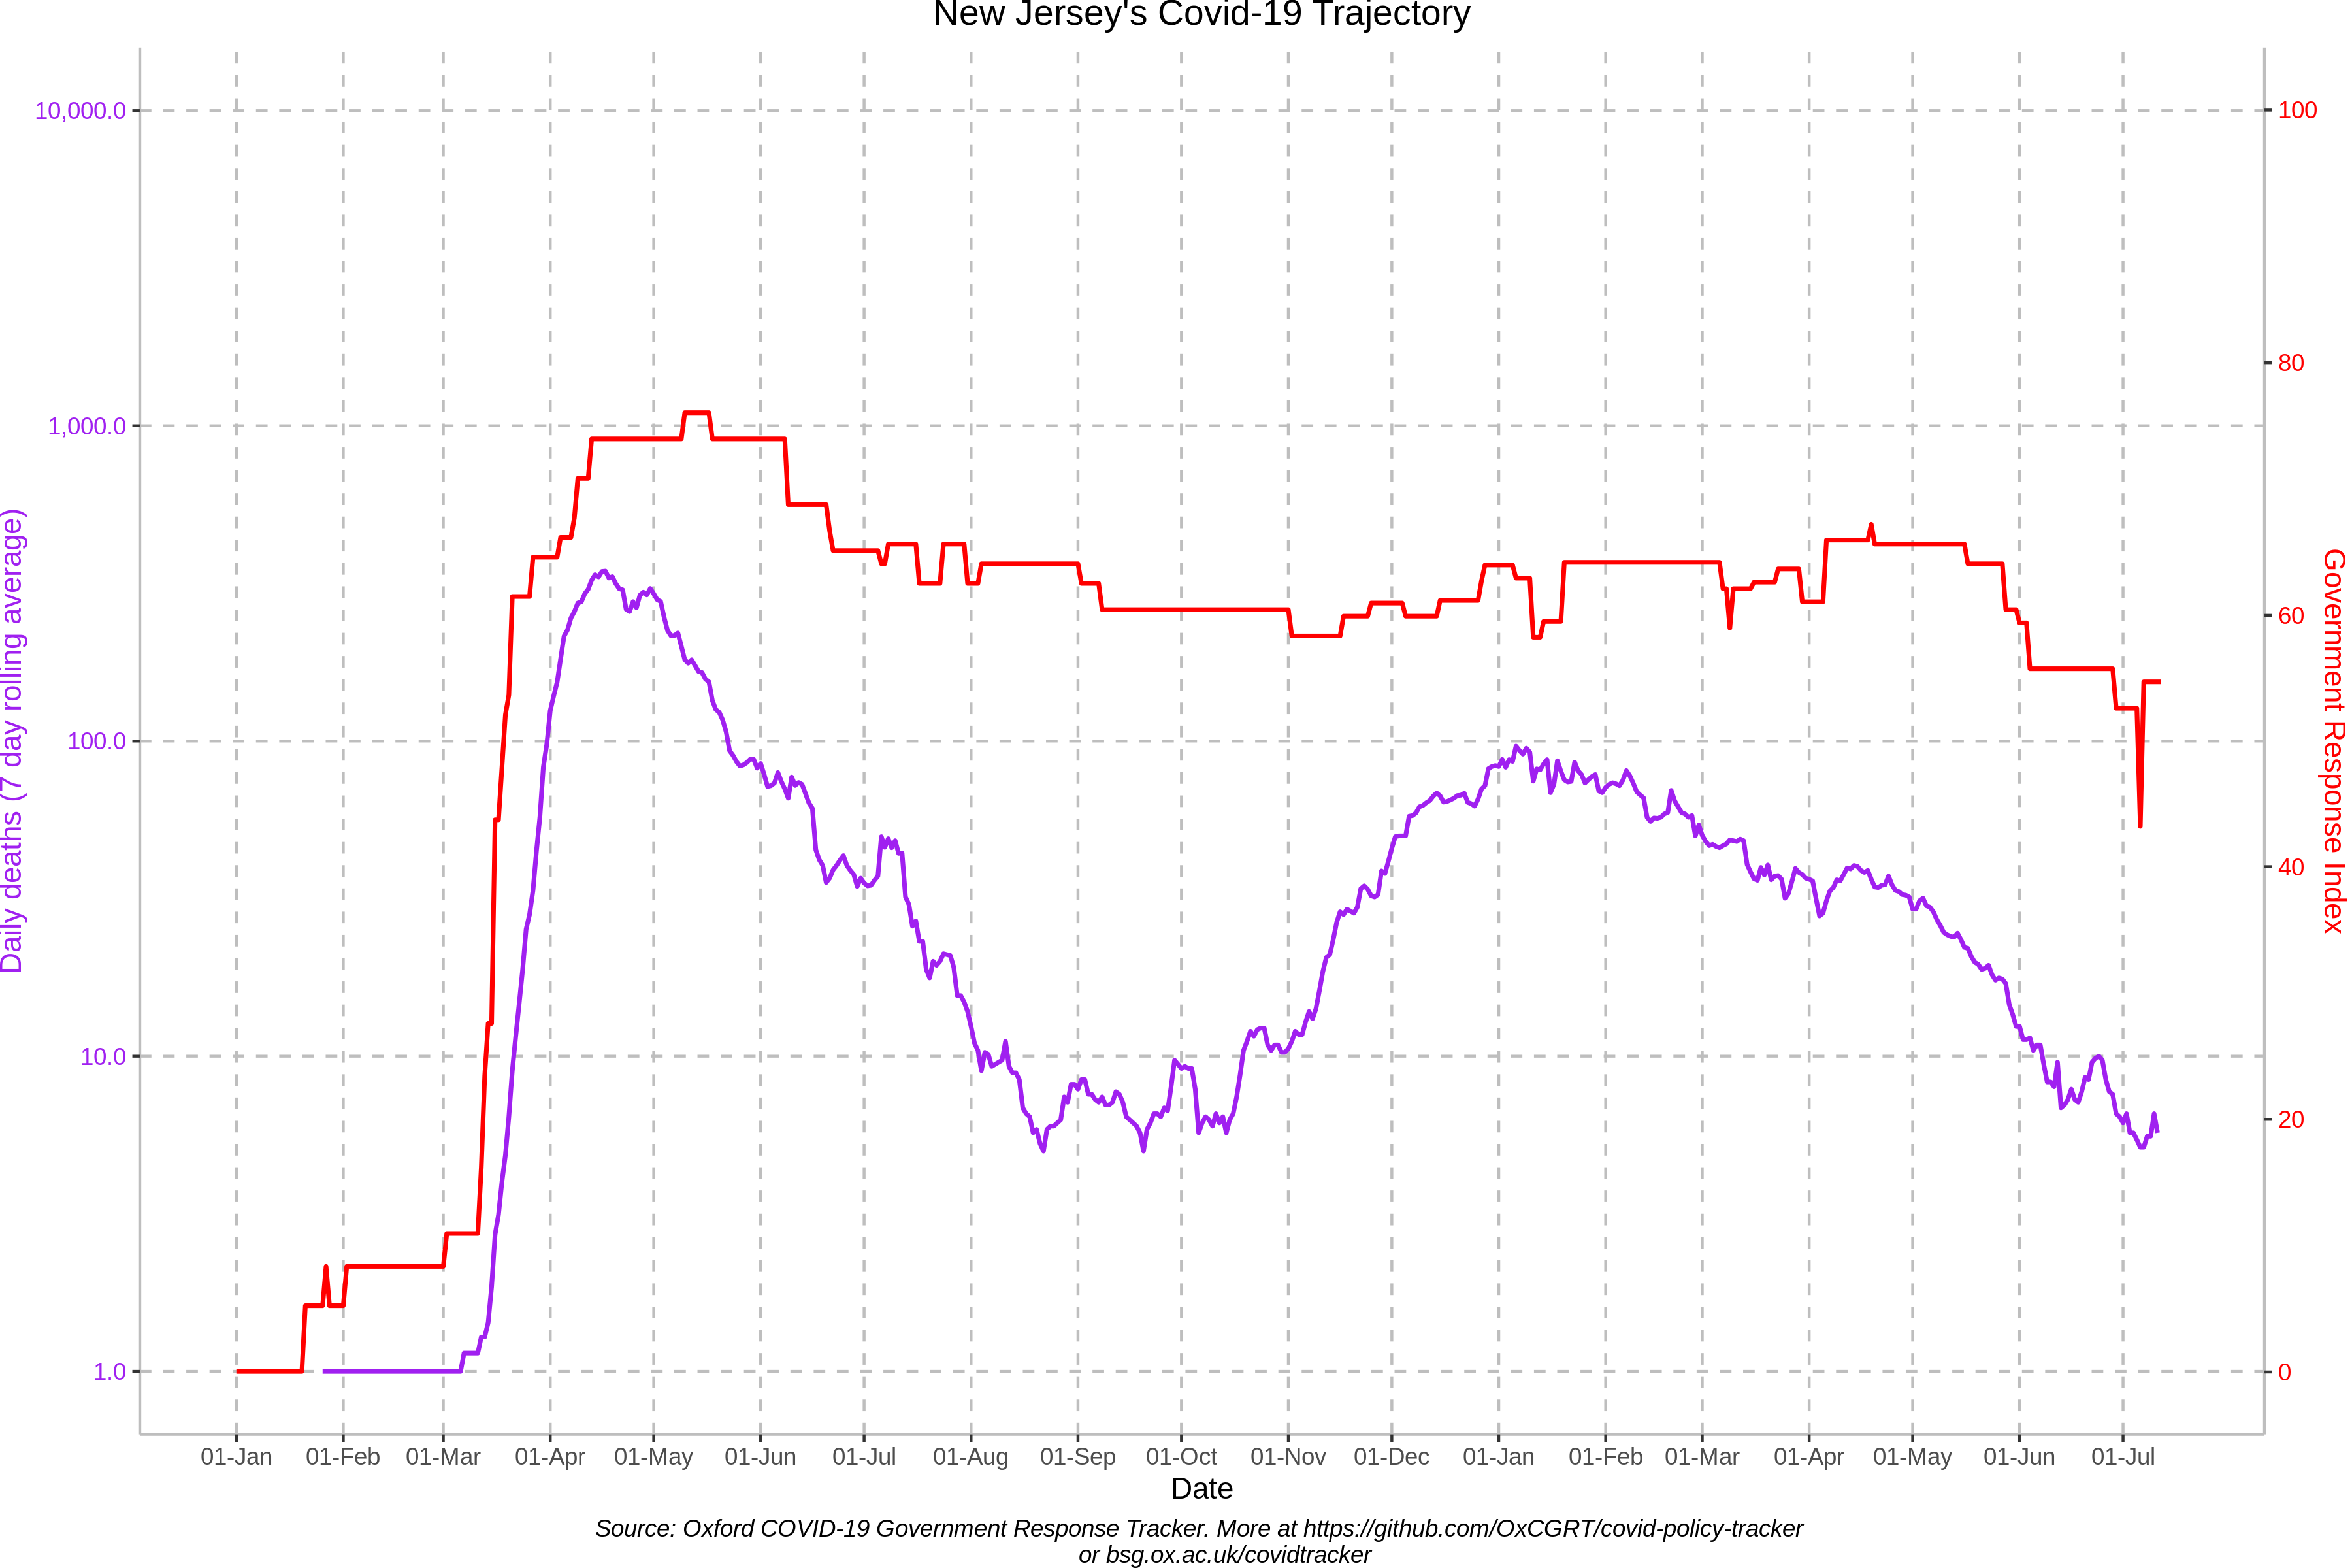 New Jersey's Covid-19 Trajectory
10,000.0
1,000.0
100.0
10.0
1.0
Daily deaths (7 day rolling average)
100
80
60
40
20
0
Government Response Index
01-Jan 01-Feb 01-Mar 01-Apr 01-May 01-Jun 01-Jul 01-Aug 01-Sep 01-Oct 01-Nov 01-Dec 01-Jan 01-Feb 01-Mar 01-Apr 01-May 01-Jun 01-Jul
Date
Source: Oxford COVID-19 Government Response Tracker. More at https://github.com/OxCGRT/covid-policy-tracker
or bsg.ox.ac.uk/covidtracker